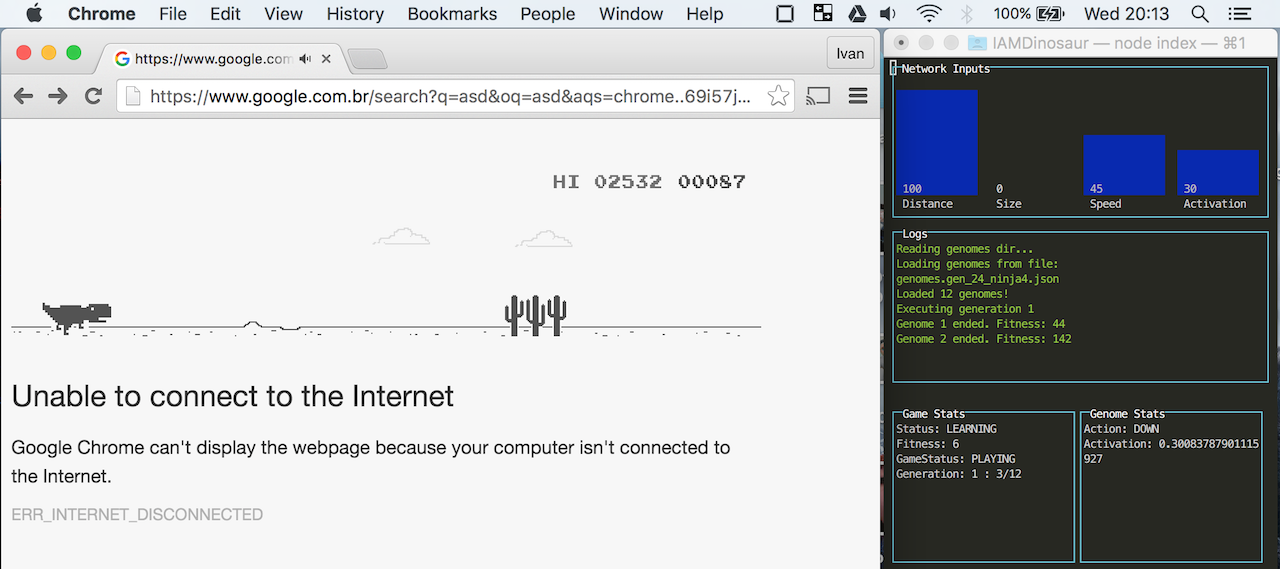 Chrome File Edit View History Bookmarks People Window Help 100% Wed 20:13
https://www.google.com
Ivan
https://www.google.com.br/search?q=asd&oq=asd&aqs=chrome..69i57j...
HI 02532 00087
Unable to connect to the Internet
Google Chrome can't display the webpage because your computer isn't connected to
the Internet.
ERR_INTERNET_DISCONNECTED
IAMDinosaur — node index — ⌘1
Network Inputs
100 0 45 30
Distance Size Speed Activation
Logs
Reading genomes dir...
Loading genomes from file:
genomes.gen_24_ninja4.json
Loaded 12 genomes!
Executing generation 1
Genome 1 ended. Fitness: 44
Genome 2 ended. Fitness: 142
Game Stats
Status: LEARNING
Fitness: 6
GameStatus: PLAYING
Generation: 1 : 3/12
Genome Stats
Action: DOWN
Activation: 0.30083787901115
927